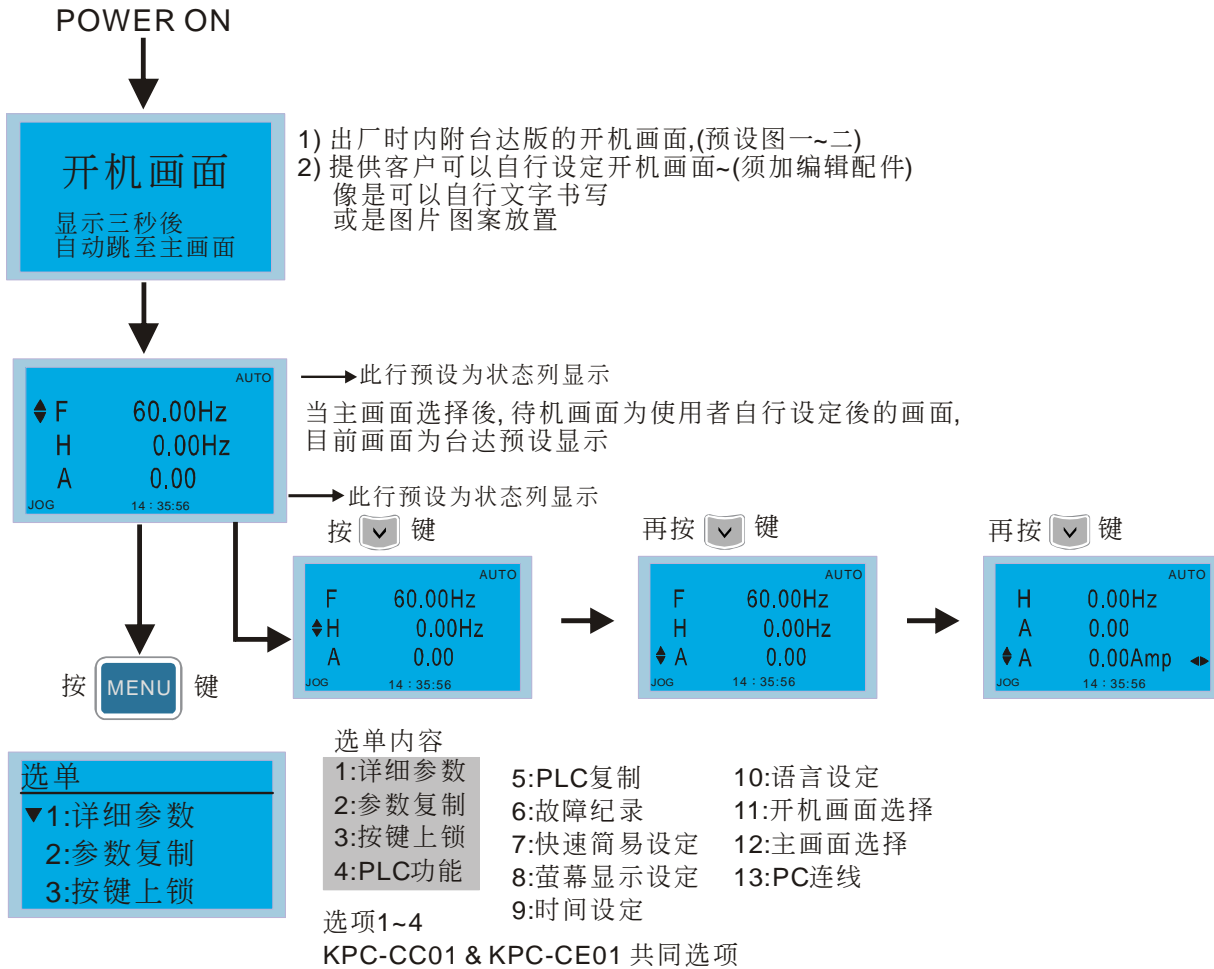 POWER ON
开机画面
显示三秒後
自动跳至主画面
1) 出厂时内附台达版的开机画面,(预设图一~二)
2) 提供客户可以自行设定开机画面~(须加编辑配件)
像是可以自行文字书写
或是图片 图案放置
AUTO
F 60.00Hz
H 0.00Hz
A 0.00
JOG 14：35:56
此行预设为状态列显示
当主画面选择後, 待机画面为使用者自行设定後的画面,
目前画面为台达预设显示
此行预设为状态列显示
按 键
AUTO
F 60.00Hz
H 0.00Hz
A 0.00
JOG 14：35:56
再按 键
AUTO
F 60.00Hz
H 0.00Hz
A 0.00
JOG 14：35:56
再按 键
AUTO
H 0.00Hz
A 0.00
A 0.00Amp
JOG 14：35:56
按 MENU 键
选单
1:详细参数
2:参数复制
3:按键上锁
选单内容
1:详细参数
2:参数复制
3:按键上锁
4:PLC功能
5:PLC复制
6:故障纪录
7:快速简易设定
8:萤幕显示设定
9:时间设定
10:语言设定
11:开机画面选择
12:主画面选择
13:PC连线
选项1~4
KPC-CC01 & KPC-CE01 共同选项